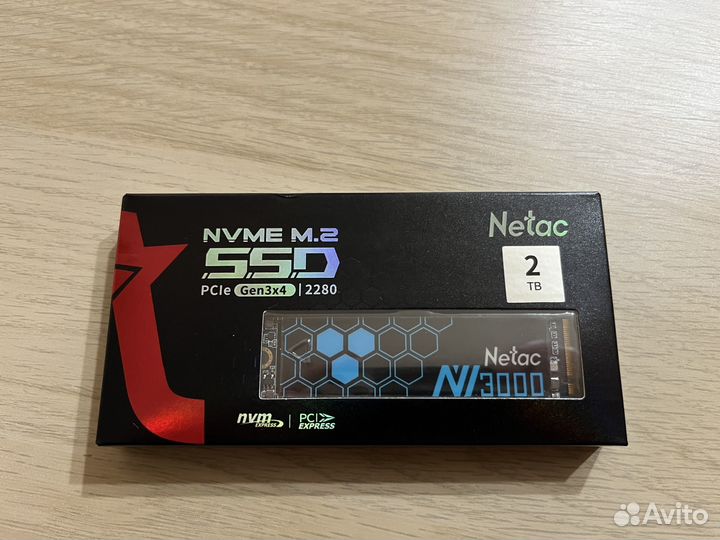 NVME M.2
SSD
PCIe Gen3x4 | 2280
Netac
2
TB
Netac
NV3000
nvm
EXPRESS
PCI
EXPRESS
Avito